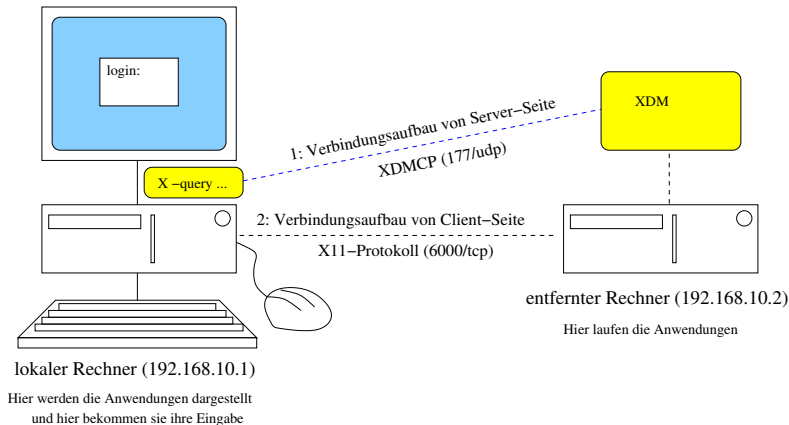 login:
XDM
1: Verbindungsaufbau von Server−Seite
XDMCP (177/udp)
X −query ...
2: Verbindungsaufbau von Client−Seite
X11−Protokoll (6000/tcp)
entfernter Rechner (192.168.10.2)
Hier laufen die Anwendungen
lokaler Rechner (192.168.10.1)
Hier werden die Anwendungen dargestellt
und hier bekommen sie ihre Eingabe